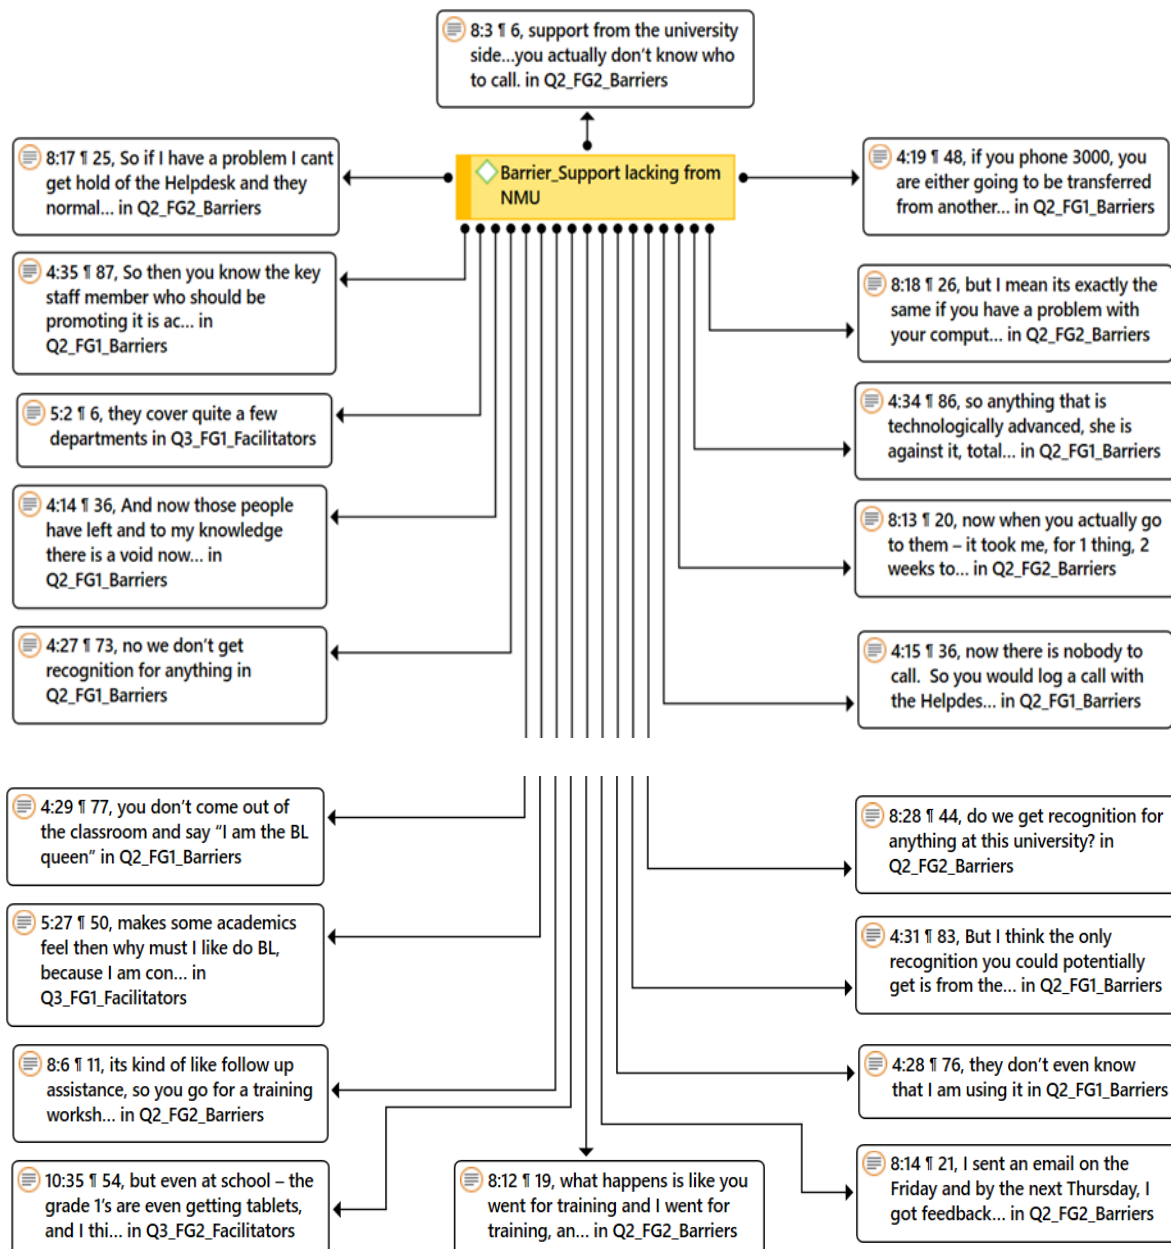 8:3 ¶ 6, support from the university
side...you actually don’t know who
to call. in Q2_FG2_Barriers
8:17 ¶ 25, So if I have a problem I cant
get hold of the Helpdesk and they
normal... in Q2_FG2_Barriers
Barrier_Support lacking from
NMU
4:19 ¶ 48, if you phone 3000, you
are either going to be transferred
from another... in Q2_FG1_Barriers
4:35 ¶ 87, So then you know the key
staff member who should be
promoting it is ac... in
Q2_FG1_Barriers
8:18 ¶ 26, but I mean its exactly the
same if you have a problem with
your comput... in Q2_FG2_Barriers
5:2 ¶ 6, they cover quite a few
departments in Q3_FG1_Facilitators
4:34 ¶ 86, so anything that is
technologically advanced, she is
against it, total... in Q2_FG1_Barriers
4:14 ¶ 36, And now those people
have left and to my knowledge
there is a void now... in
Q2_FG1_Barriers
8:13 ¶ 20, now when you actually go
to them – it took me, for 1 thing, 2
weeks to... in Q2_FG2_Barriers
4:27 ¶ 73, no we don’t get
recognition for anything in
Q2_FG1_Barriers
4:15 ¶ 36, now there is nobody to
call.  So you would log a call with
the Helpdes... in Q2_FG1_Barriers
4:29 ¶ 77, you don’t come out of
the classroom and say “I am the BL
queen” in Q2_FG1_Barriers
8:28 ¶ 44, do we get recognition for
anything at this university? in
Q2_FG2_Barriers
5:27 ¶ 50, makes some academics
feel then why must I like do BL,
because I am con... in
Q3_FG1_Facilitators
4:31 ¶ 83, But I think the only
recognition you could potentially
get is from the... in Q2_FG1_Barriers
8:6 ¶ 11, its kind of like follow up
assistance, so you go for a training
worksh... in Q2_FG2_Barriers
4:28 ¶ 76, they don’t even know
that I am using it in Q2_FG1_Barriers
10:35 ¶ 54, but even at school – the
grade 1’s are even getting tablets,
and I thi... in Q3_FG2_Facilitators
8:12 ¶ 19, what happens is like you
went for training and I went for
training, an... in Q2_FG2_Barriers
8:14 ¶ 21, I sent an email on the
Friday and by the next Thursday, I
got feedback... in Q2_FG2_Barriers